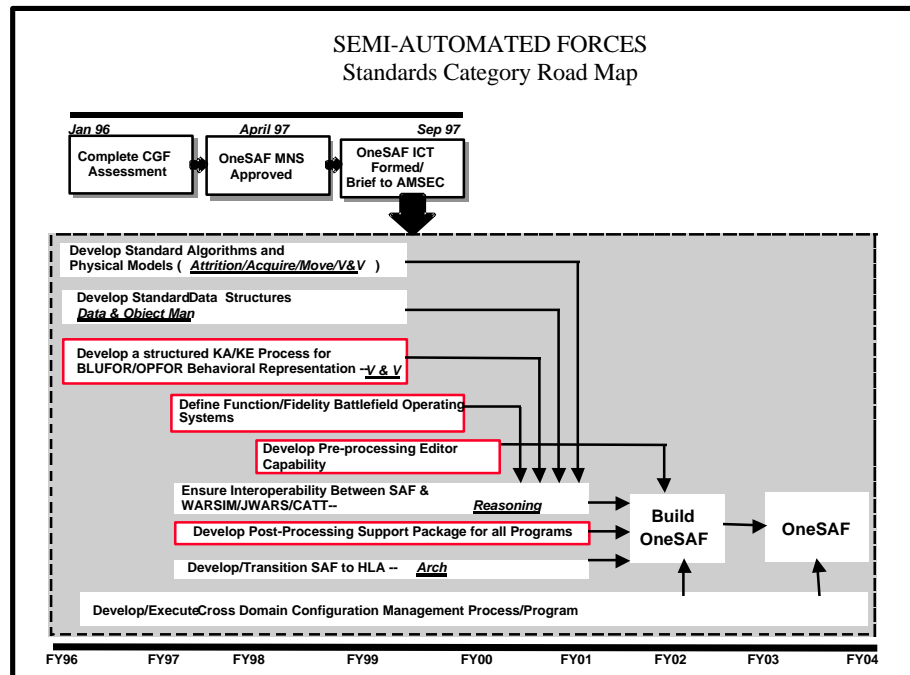 SEMI-AUTOMATED FORCES
Standards Category Road Map
Jan 96 April 97 Sep 97
Complete CGF
Assessment
OneSAF MNS
Approved
OneSAF ICT
Formed/
Brief to AMSEC
Develop Standard Algorithms and
Physical Models ( Attrition/Acquire/Move/V&V )
Develop StandardData Structures
Data & Object Man
Develop a structured KA/KE Process for
BLUFOR/OPFOR Behavioral Representation --V & V
Define Function/Fidelity Battlefield Operating
Systems
Develop Pre-processing Editor
Capability
Ensure Interoperability Between SAF &
WARSIM/JWARS/CATT-- Reasoning
Develop Post-Processing Support Package for all Programs
Develop/Transition SAF to HLA -- Arch
Build
OneSAF
OneSAF
Develop/ExecuteCross Domain Configuration Management Process/Program
FY96 FY97 FY98 FY99 FY00 FY01 FY02 FY03 FY04